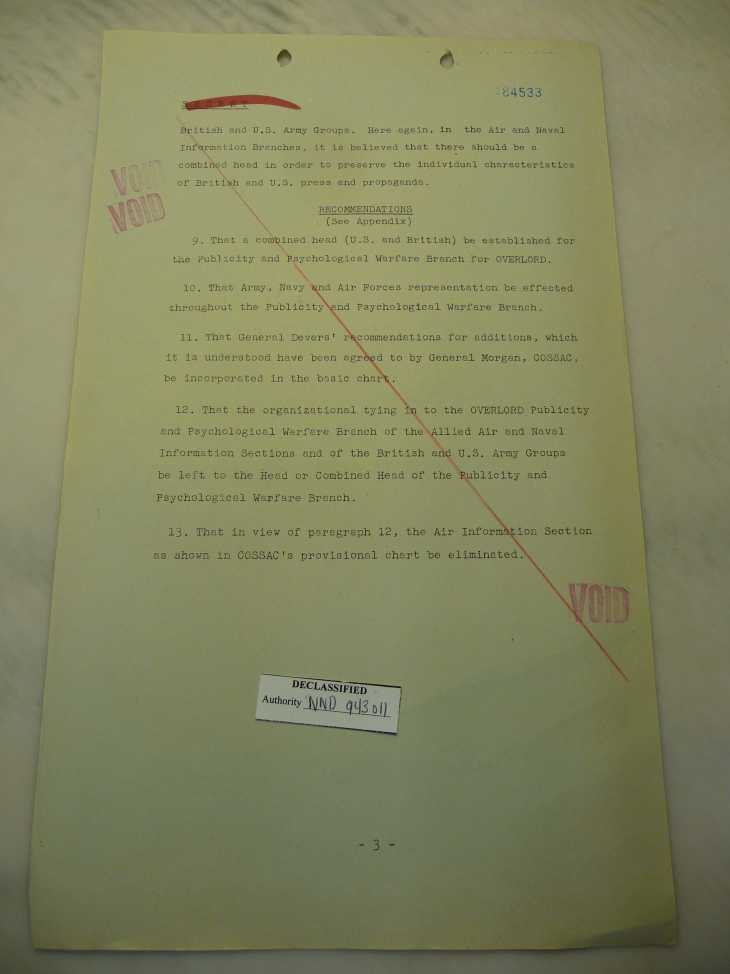 84533
SECRET
British and U.S. Army Groups. Here again, in the Air and Naval
Information Branches, it is believed that there should be a
combined head in order to preserve the individual characteristics
of British and U.S. press and propaganda.
VOID
VOID
RECOMMENDATIONS
(See Appendix)
9. That a combined head (U.S. and British) be established for
the Publicity and Psychological Warfare Branch for OVERLORD.
10. That Army, Navy and Air Forces representation be effected
throughout the Publicity and Psychological Warfare Branch.
11. That General Devers' recommendations for additions, which
it is understood have been agreed to by General Morgan, COSSAC,
be incorporated in the basic chart.
12. That the organizational tying in to the OVERLORD Publicity
and Psychological Warfare Branch of the Allied Air and Naval
Information Sections and of the British and U.S. Army Groups
be left to the Head or Combined Head of the Publicity and
Psychological Warfare Branch.
13. That in view of paragraph 12, the Air Information Section
as shown in COSSAC's provisional chart be eliminated.
VOID
DECLASSIFIED
Authority NND 943011
- 3 -